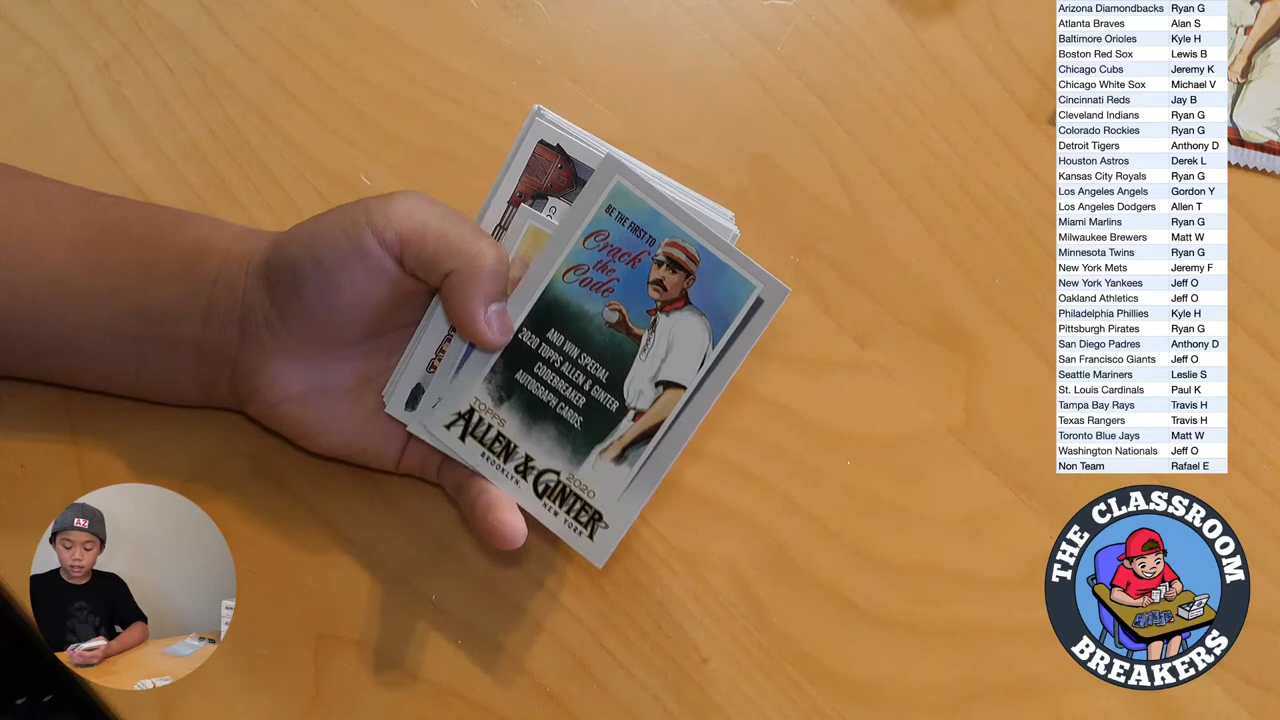 Arizona Diamondbacks Ryan G
Atlanta Braves Alan S
Baltimore Orioles Kyle H
Boston Red Sox Lewis B
Chicago Cubs Jeremy K
Chicago White Sox Michael V
Cincinnati Reds Jay B
Cleveland Indians Ryan G
Colorado Rockies Ryan G
Detroit Tigers Anthony D
Houston Astros Derek L
Kansas City Royals Ryan G
Los Angeles Angels Gordon Y
Los Angeles Dodgers Allen T
Miami Marlins Ryan G
Milwaukee Brewers Matt W
Minnesota Twins Ryan G
New York Mets Jeremy F
New York Yankees Jeff O
Oakland Athletics Jeff O
Philadelphia Phillies Kyle H
Pittsburgh Pirates Ryan G
San Diego Padres Anthony D
San Francisco Giants Jeff O
Seattle Mariners Leslie S
St. Louis Cardinals Paul K
Tampa Bay Rays Travis H
Texas Rangers Travis H
Toronto Blue Jays Matt W
Washington Nationals Jeff O
Non Team Rafael E
BE THE FIRST TO
Crack
the
Code
AND WIN SPECIAL
2020 TOPPS ALLEN & GINTER
CODEBREAKER
AUTOGRAPH CARDS.
TOPPS
2020
ALLEN & GINTER
BROOKLYN, NEW YORK
AZ
THE CLASSROOM
BREAKERS